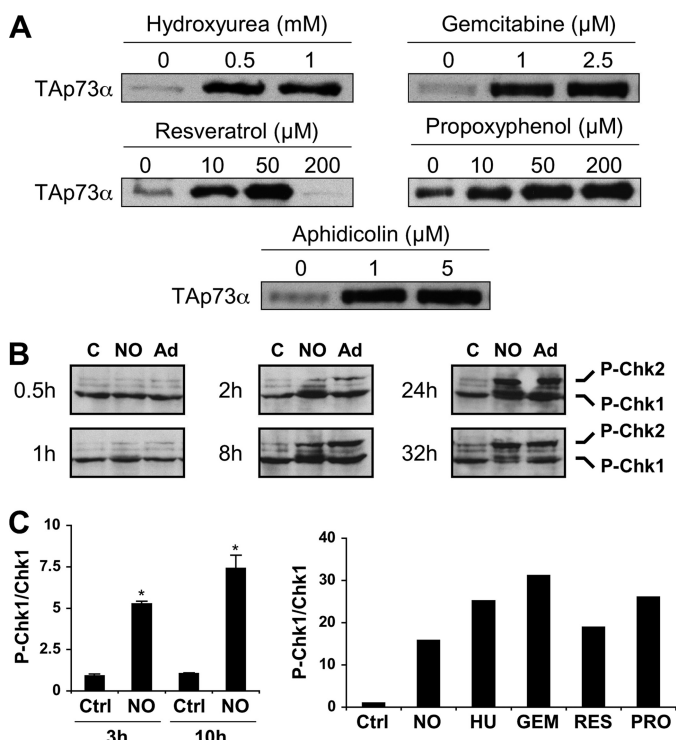 A
Hydroxyurea (mM)
0 0.5 1
TAp73α
Gemcitabine (µM)
0 1 2.5
Resveratrol (µM)
0 10 50 200
TAp73α
Propoxyphenol (µM)
0 10 50 200
Aphidicolin (µM)
0 1 5
TAp73α
B
C NO Ad C NO Ad C NO Ad
0.5h 2h 24h
P-Chk2
P-Chk1
1h 8h 32h
P-Chk2
P-Chk1
C
P-Chk1/Chk1
10
7.5
5
2.5
0
* *
Ctrl NO Ctrl NO
3h 10h
P-Chk1/Chk1
40
30
20
10
0
Ctrl NO HU GEM RES PRO